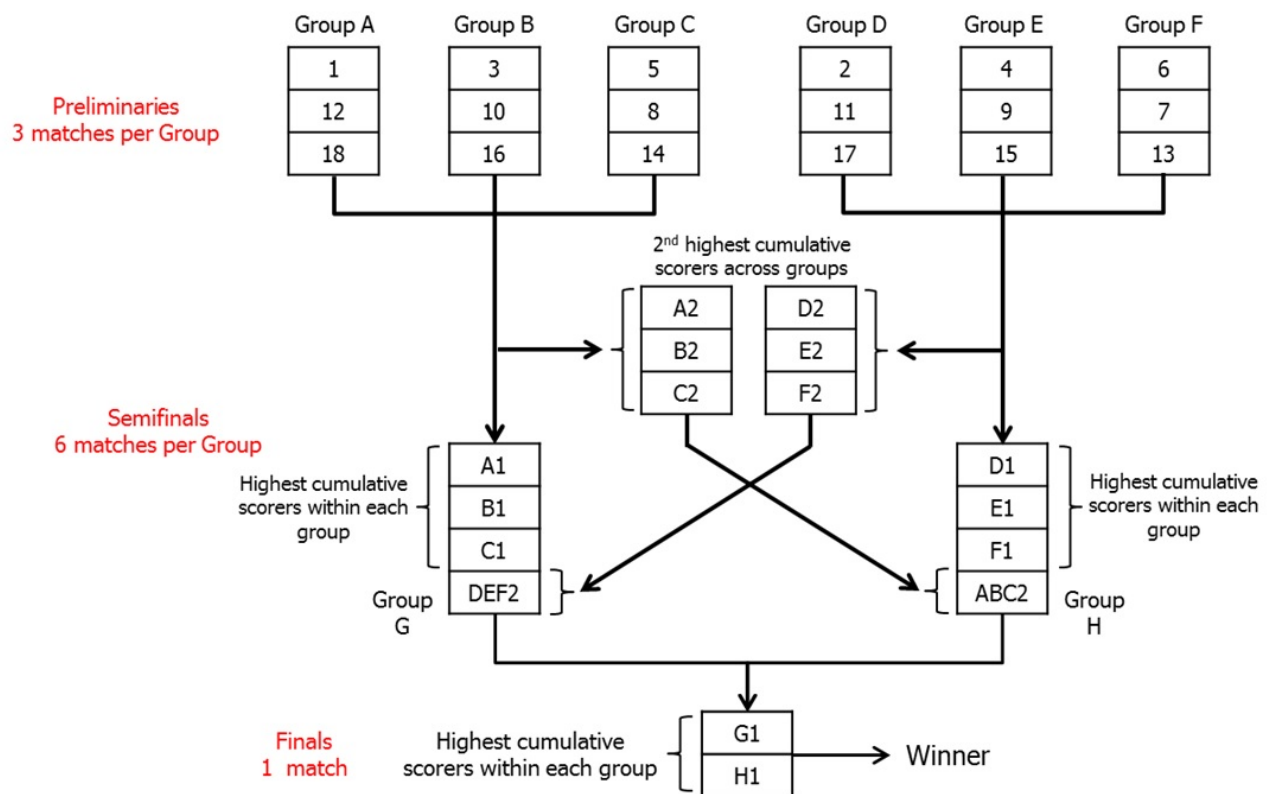 Group A Group B Group C Group D Group E Group F
1 3 5 2 4 6
12 10 8 11 9 7
18 16 14 17 15 13
Preliminaries
3 matches per Group
2nd highest cumulative
scorers across groups
A2 D2
B2 E2
C2 F2
Semifinals
6 matches per Group
Highest cumulative
scorers within each
group
A1
B1
C1
DEF2
Group
G
D1
E1
F1
ABC2
Highest cumulative
scorers within each
group
Group
H
Finals
1 match
Highest cumulative
scorers within each group
G1
H1
Winner